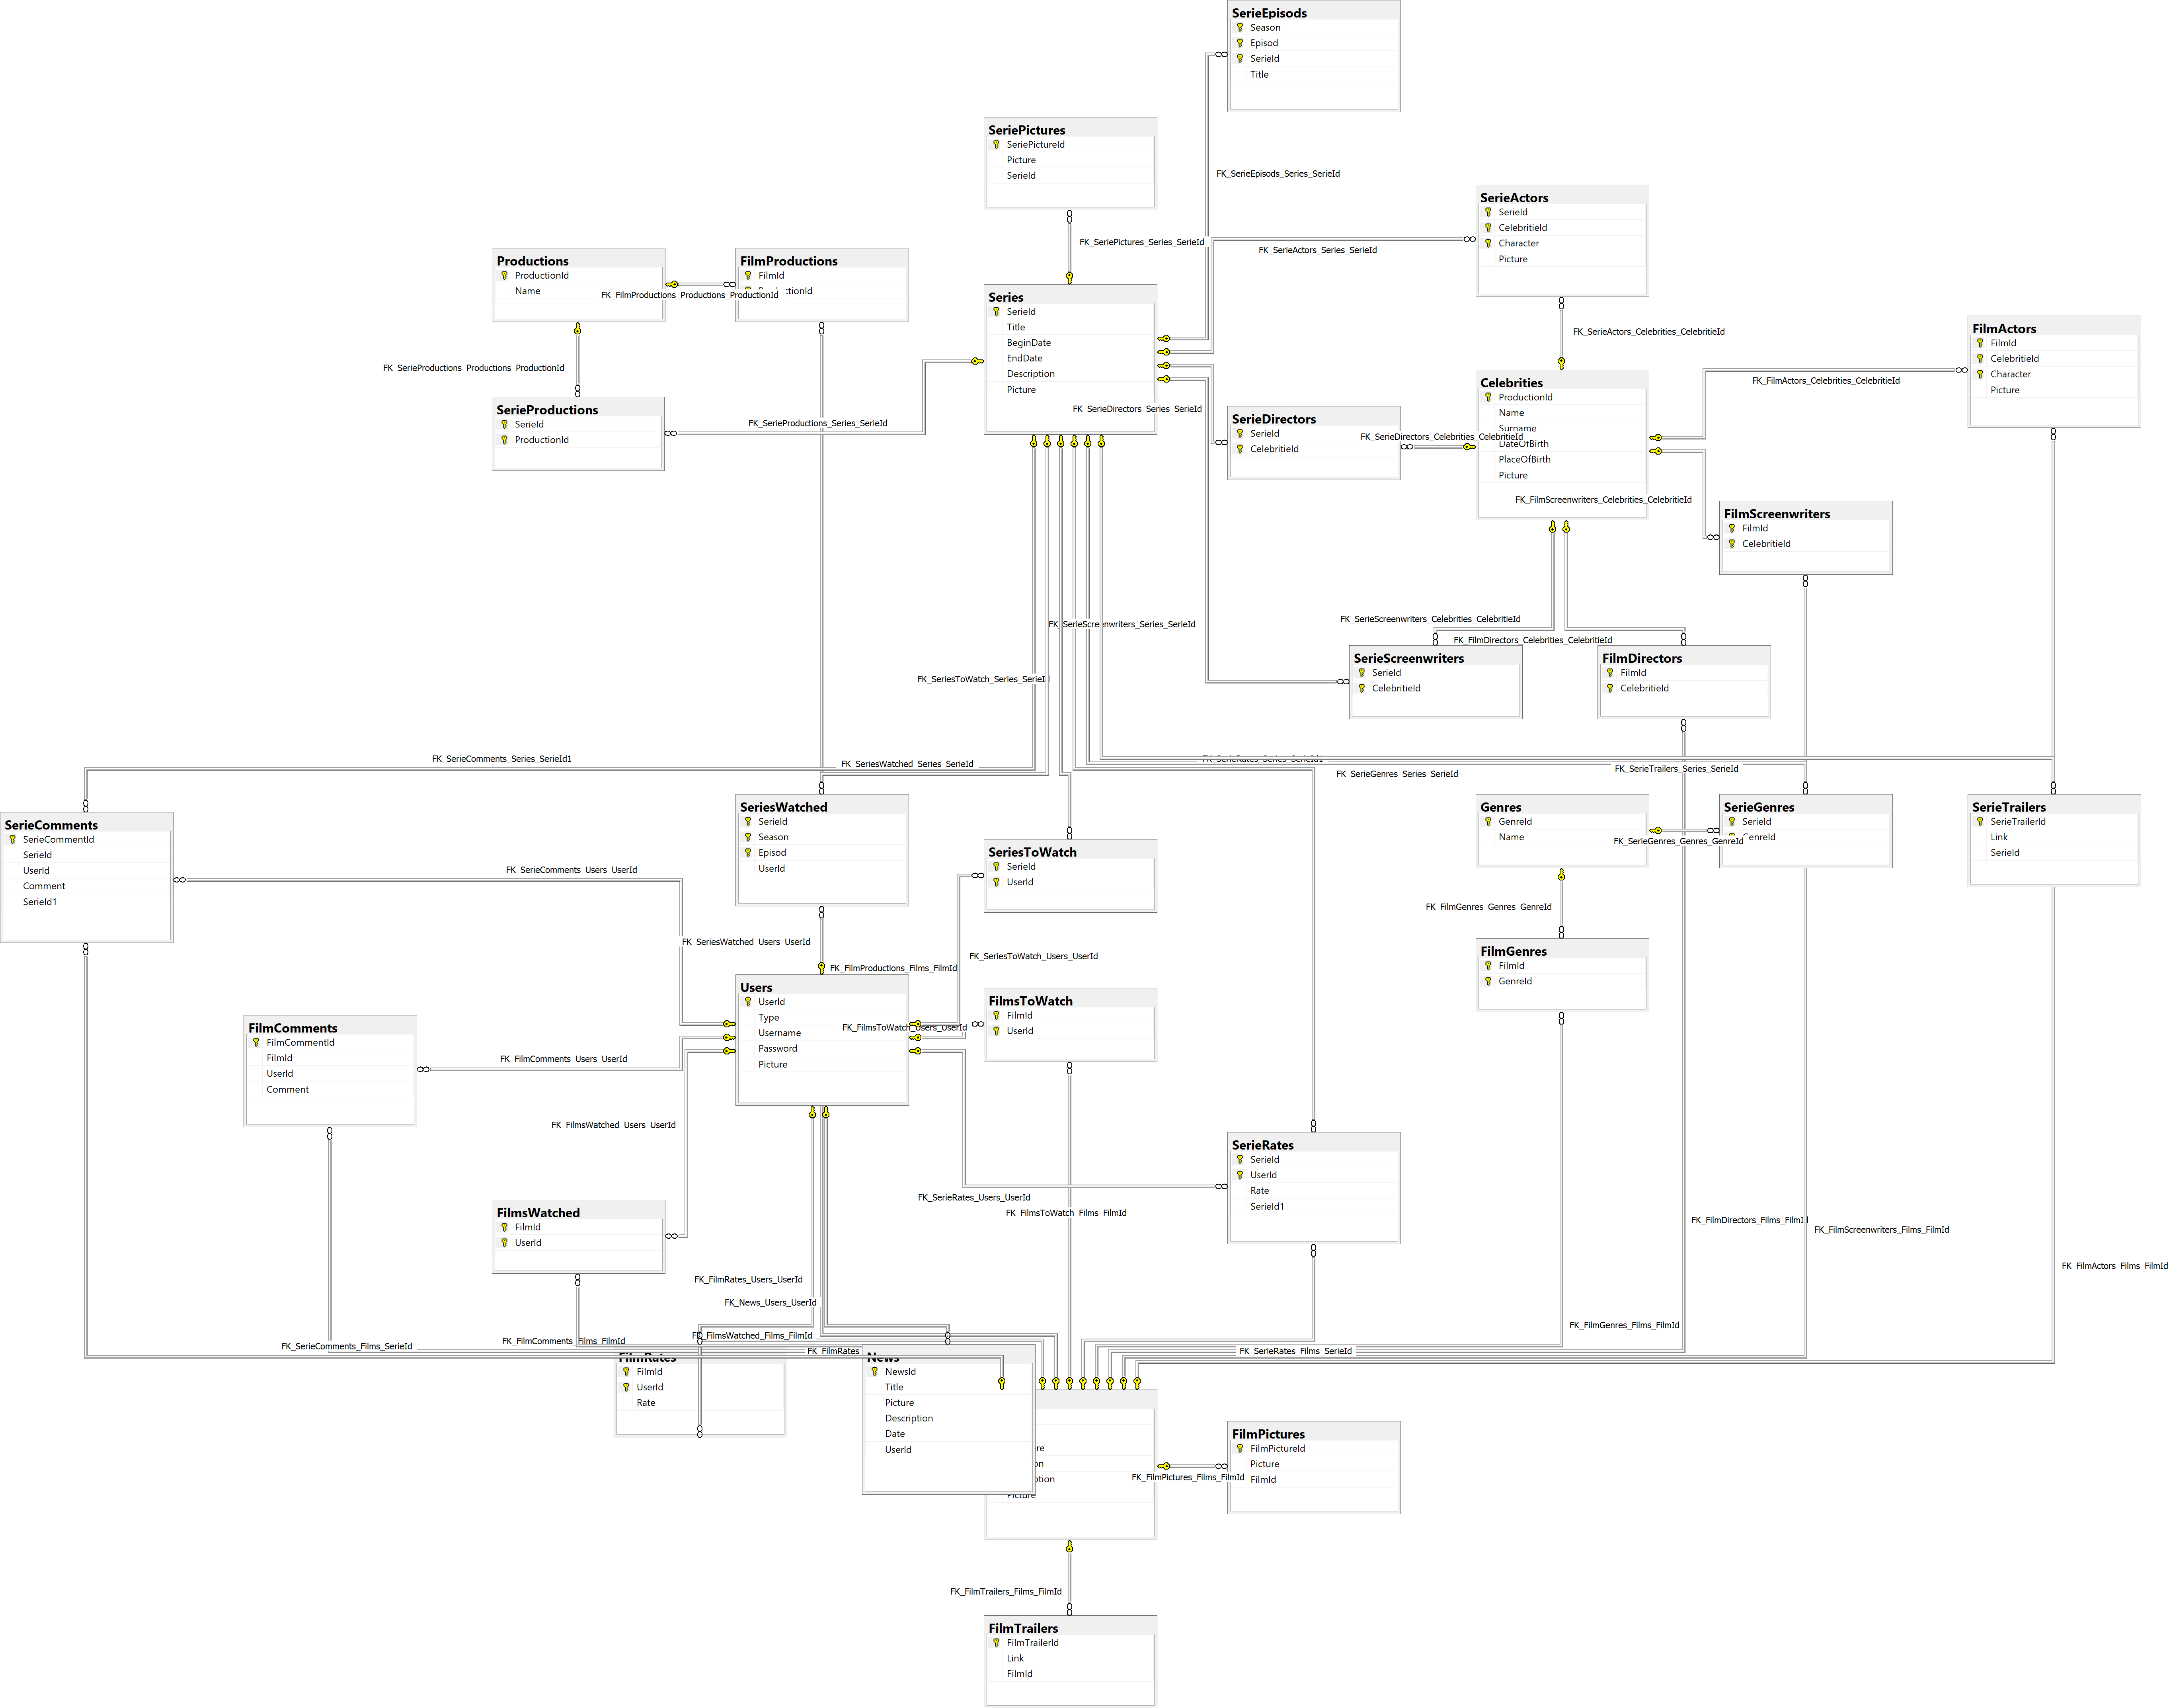 SerieEpisods
Season
Episod
SerieId
Title
SeriePictures
SeriePictureId
Picture
SerieId
FK_SerieEpisods_Series_SerieId
SerieActors
SerieId
CelebritieId
Character
Picture
FK_SeriePictures_Series_SerieId
FK_SerieActors_Series_SerieId
Productions
ProductionId
Name
FilmProductions
FilmId
FK_FilmProductions_Productions_ProductionId
Series
SerieId
Title
BeginDate
EndDate
Description
Picture
FK_SerieActors_Celebrities_CelebritieId
FilmActors
FilmId
CelebritieId
Character
Picture
FK_SerieProductions_Productions_ProductionId
Celebrities
ProductionId
Name
Surname
DateOfBirth
PlaceOfBirth
Picture
FK_FilmActors_Celebrities_CelebritieId
SerieProductions
SerieId
ProductionId
FK_SerieProductions_Series_SerieId
FK_SerieDirectors_Series_SerieId
SerieDirectors
SerieId
CelebritieId
FK_SerieDirectors_Celebrities_CelebritieId
FK_FilmScreenwriters_Celebrities_CelebritieId
FilmScreenwriters
FilmId
CelebritieId
FK_SerieScreenwriters_Series_SerieId
FK_SerieScreenwriters_Celebrities_CelebritieId
FK_FilmDirectors_Celebrities_CelebritieId
SerieScreenwriters
SerieId
CelebritieId
FilmDirectors
FilmId
CelebritieId
FK_SeriesToWatch_Series_SerieId
FK_SerieComments_Series_SerieId1
FK_SeriesWatched_Series_SerieId
FK_SerieRates_Series_SerieId1
FK_SerieGenres_Series_SerieId
FK_SerieTrailers_Series_SerieId
SerieComments
SerieCommentId
SerieId
UserId
Comment
SerieId1
SeriesWatched
SerieId
Season
Episod
UserId
SeriesToWatch
SerieId
UserId
Genres
GenreId
Name
SerieGenres
SerieId
GenreId
FK_SerieGenres_Genres_GenreId
SerieTrailers
SerieTrailerId
Link
SerieId
FK_SerieComments_Users_UserId
FK_SeriesWatched_Users_UserId
FK_FilmProductions_Films_FilmId
FK_SeriesToWatch_Users_UserId
FK_FilmGenres_Genres_GenreId
FilmGenres
FilmId
GenreId
Users
UserId
Type
Username
Password
Picture
FK_FilmsToWatch_Users_UserId
FilmsToWatch
FilmId
UserId
FilmComments
FilmCommentId
FilmId
UserId
Comment
FK_FilmComments_Users_UserId
FK_FilmsWatched_Users_UserId
SerieRates
SerieId
UserId
Rate
SerieId1
FK_SerieRates_Users_UserId
FK_FilmsToWatch_Films_FilmId
FilmsWatched
FilmId
UserId
FK_FilmDirectors_Films_FilmId
FK_FilmScreenwriters_Films_FilmId
FK_FilmActors_Films_FilmId
FK_FilmRates_Users_UserId
FK_News_Users_UserId
FK_FilmGenres_Films_FilmId
FK_SerieComments_Films_SerieId
FK_FilmComments_Films_FilmId
FK_FilmsWatched_Films_FilmId
FK_FilmRates
FK_SerieRates_Films_SerieId
FilmRates
FilmId
UserId
Rate
News
NewsId
Title
Picture
Description
Date
UserId
Picture
FilmPictures
FilmPictureId
Picture
FilmId
FK_FilmPictures_Films_FilmId
FK_FilmTrailers_Films_FilmId
FilmTrailers
FilmTrailerId
Link
FilmId